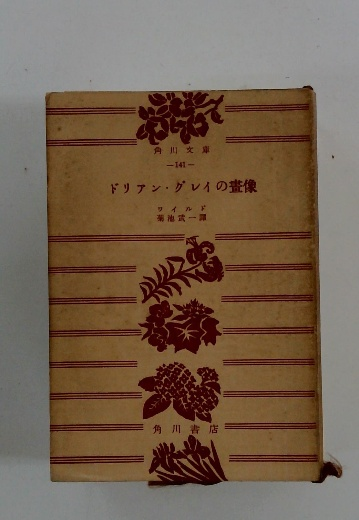 角川文庫
—141—
ドリアン・グレイの畫像
ワイルド
菊池武一譯
角川書店